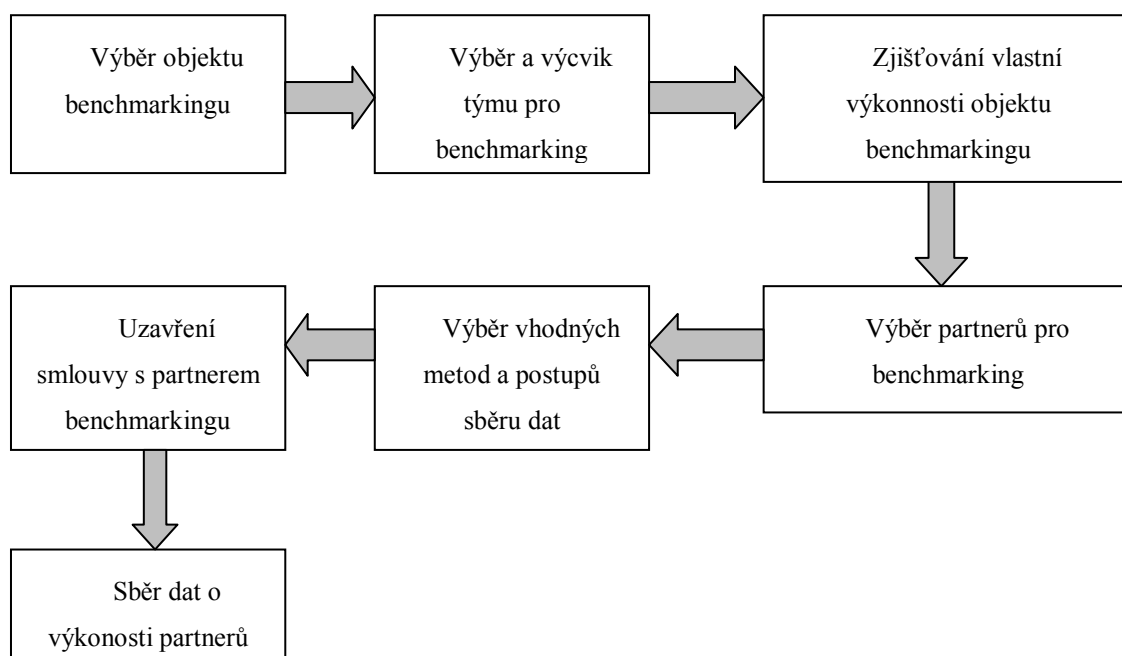 Výběr objektu
benchmarkingu
Výběr a výcvik
týmu pro
benchmarking
Zjišťování vlastní
výkonnosti objektu
benchmarkingu
Výběr partnerů pro
benchmarking
Výběr vhodných
metod a postupů
sběru dat
Uzavření
smlouvy s partnerem
benchmarkingu
Sběr dat o
výkonosti partnerů